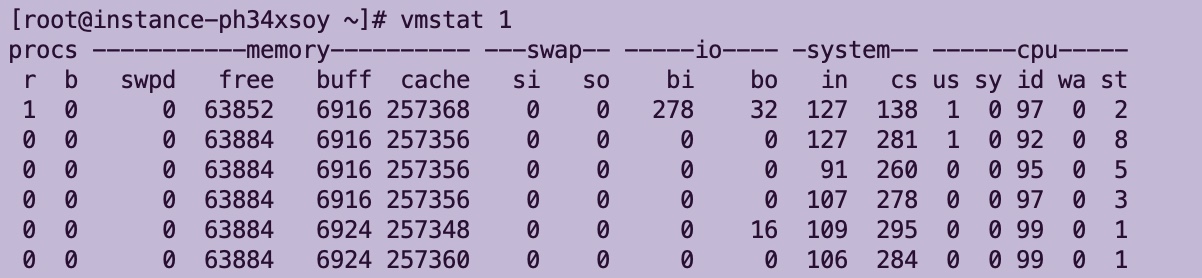 [root@instance-ph34xsoy ~]# vmstat 1
procs -----------memory---------- ---swap-- -----io---- -system-- ------cpu-----
 r  b   swpd   free   buff  cache   si   so    bi    bo   in   cs us sy id wa st
 1  0      0  63852   6916 257368    0    0   278    32  127  138  1  0 97  0  2
 0  0      0  63884   6916 257356    0    0     0     0  127  281  1  0 92  0  8
 0  0      0  63884   6916 257356    0    0     0     0   91  260  0  0 95  0  5
 0  0      0  63884   6916 257356    0    0     0     0  107  278  0  0 97  0  3
 0  0      0  63884   6924 257348    0    0     0    16  109  295  0  0 99  0  1
 0  0      0  63884   6924 257360    0    0     0     0  106  284  0  0 99  0  1